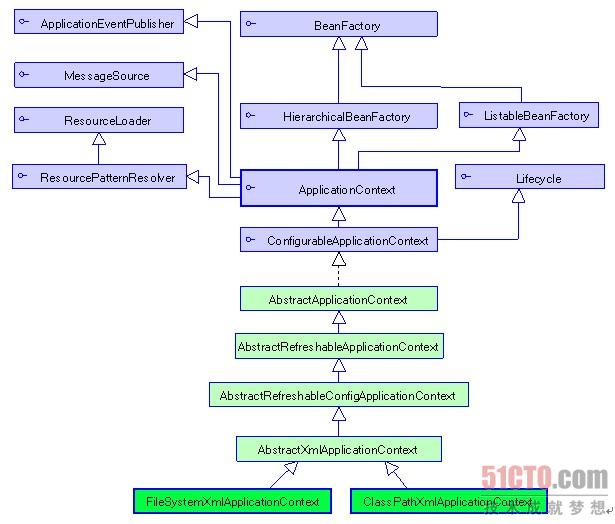 ApplicationEventPublisher
BeanFactory
MessageSource
ResourceLoader
HierarchicalBeanFactory
ListableBeanFactory
ResourcePatternResolver
ApplicationContext
Lifecycle
ConfigurableApplicationContext
AbstractApplicationContext
AbstractRefreshableApplicationContext
AbstractRefreshableConfigApplicationContext
AbstractXmlApplicationContext
51CTO.com
FileSystemXmlApplicationContext
ClassPathXmlApplicationContext
技术成就梦想